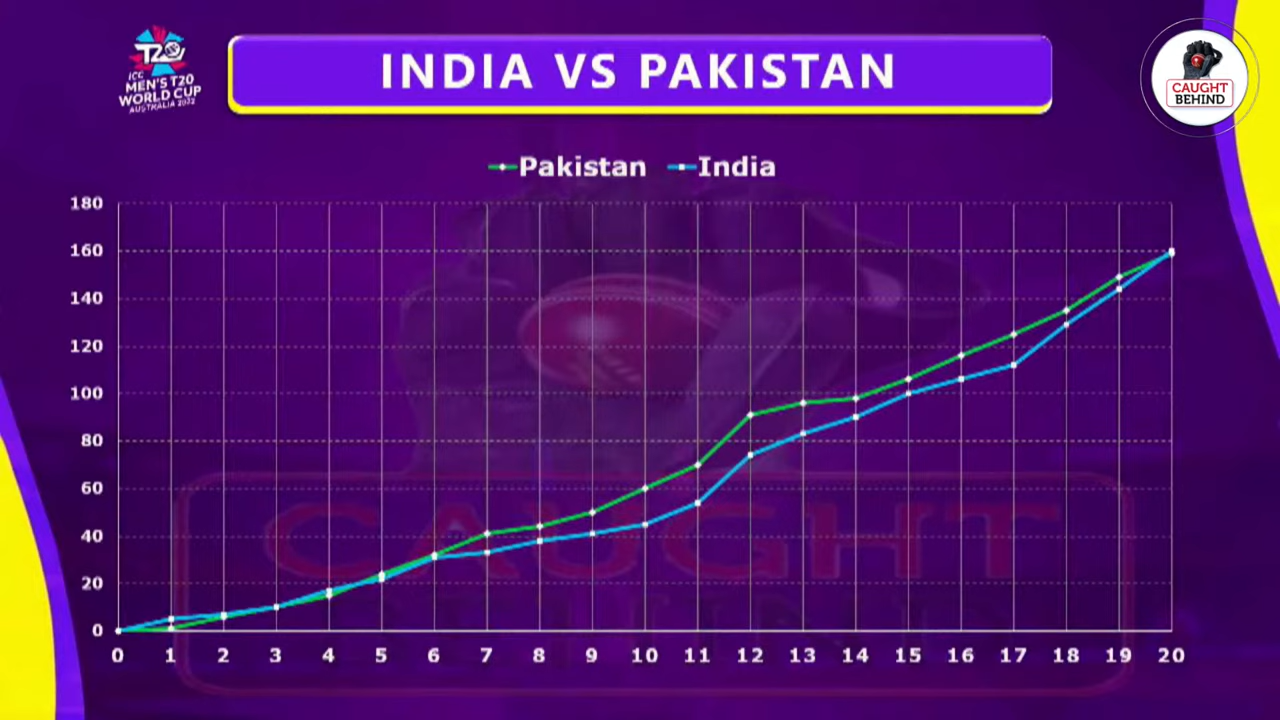 T20
ICC
MEN'S T20
WORLD CUP
AUSTRALIA 2022
INDIA VS PAKISTAN
CAUGHT
BEHIND
Pakistan India
180
160
140
120
100
80
60
40
20
0
0 1 2 3 4 5 6 7 8 9 10 11 12 13 14 15 16 17 18 19 20
CAUGHT
BEHIND